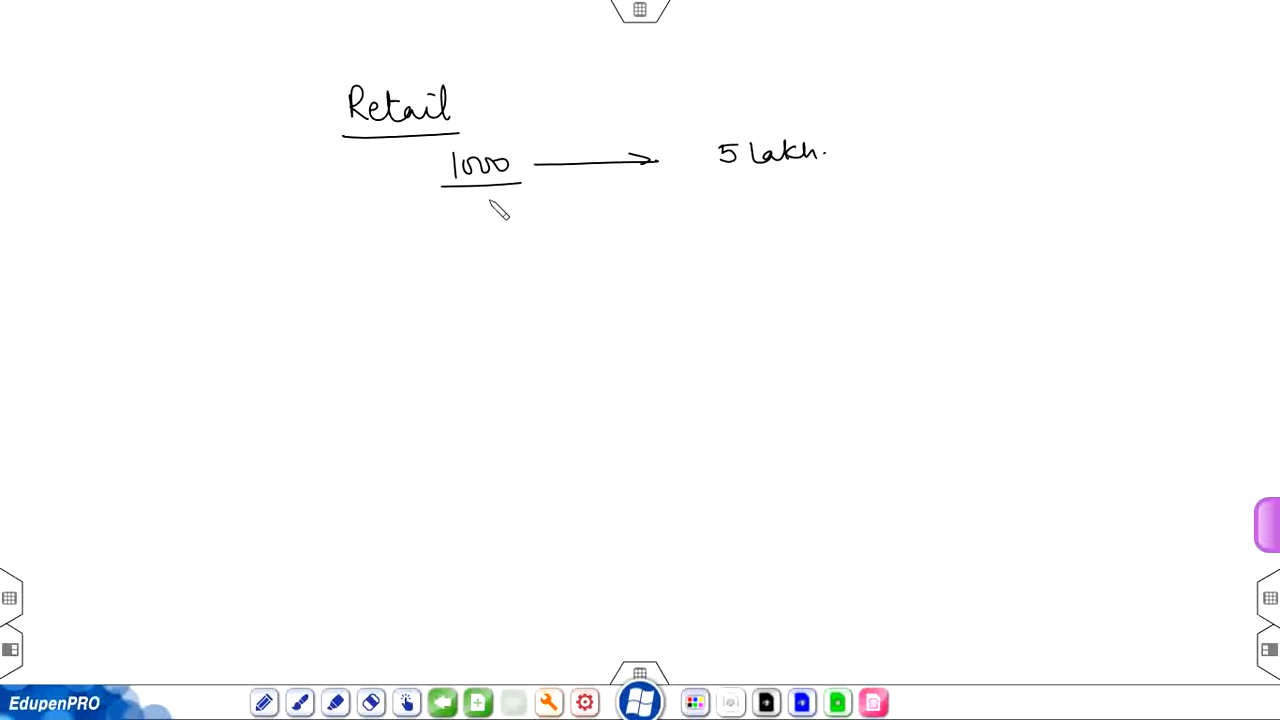 Retail
1000 → 5 Lakh.
EdupenPRO